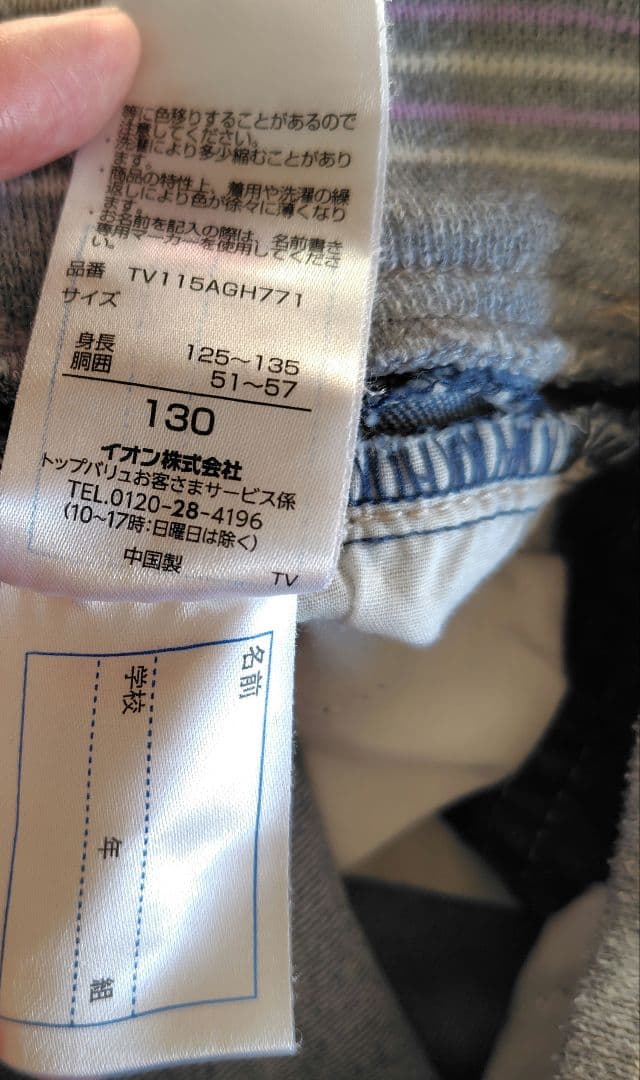 等に色移りすることがあるので
注意してください。
・洗濯により多少縮むことがあり
ます。
・商品の特性上、着用や洗濯の繰
返しにより色が徐々に薄くなり
ます。
・お名前を記入の際は、名前書き
専用マーカーを使用してくださ
い。
品番 TV115AGH771
サイズ
身長 125～135
胴囲 51～57
130
イオン株式会社
トップバリュお客さまサービス係
TEL.0120-28-4196
(10～17時:日曜日は除く)
中国製
TV
名前
学校
年
組